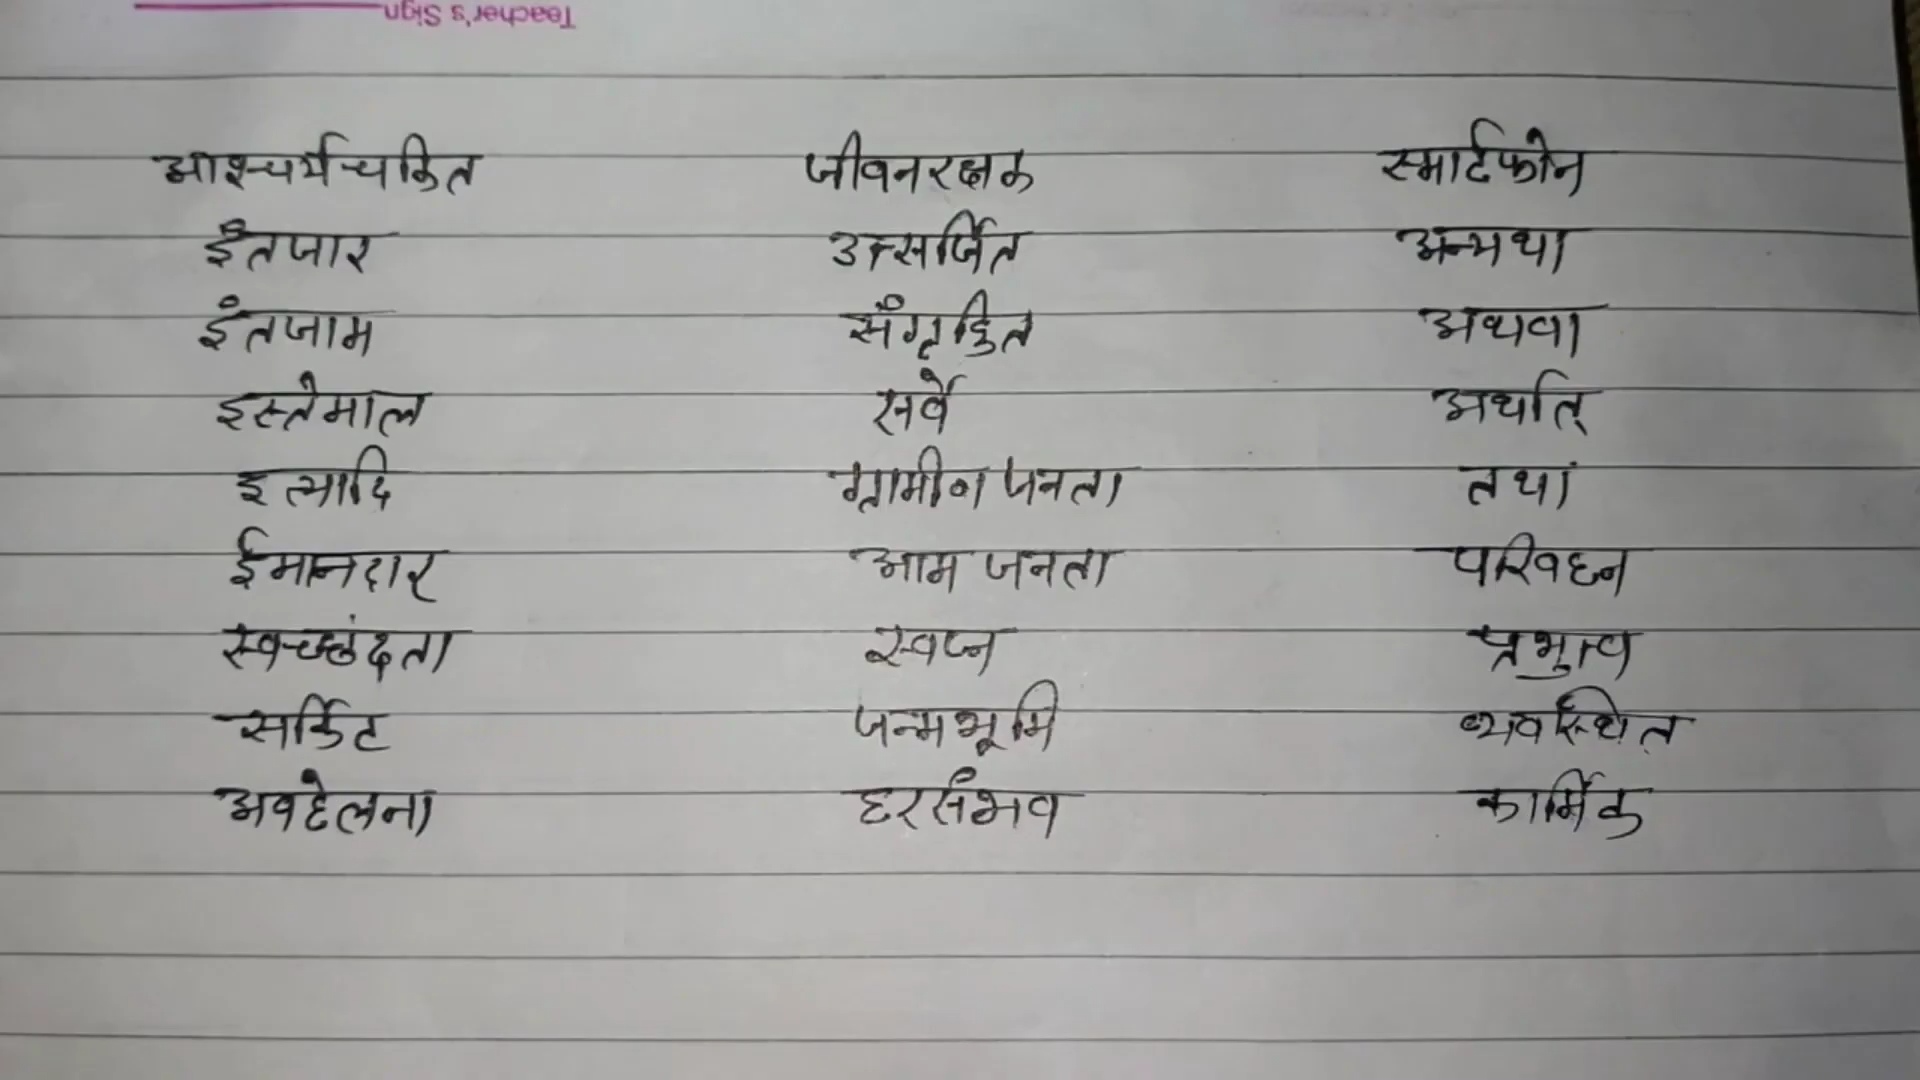 Teacher's Sign
आश्चर्यचकित जीवनरक्षक स्मार्टफोन
इंतजार उत्सर्जित अन्यथा
इंतजाम संग्रहित अथवा
इस्तेमाल सर्वे अर्थात्
इत्यादि ग्रामीण जनता तथा
ईमानदार आम जनता परिवहन
स्वच्छंदता स्वप्न प्रभुत्व
सर्किट जन्मभूमि व्यवस्थित
अवहेलना हरसंभव कार्मिक